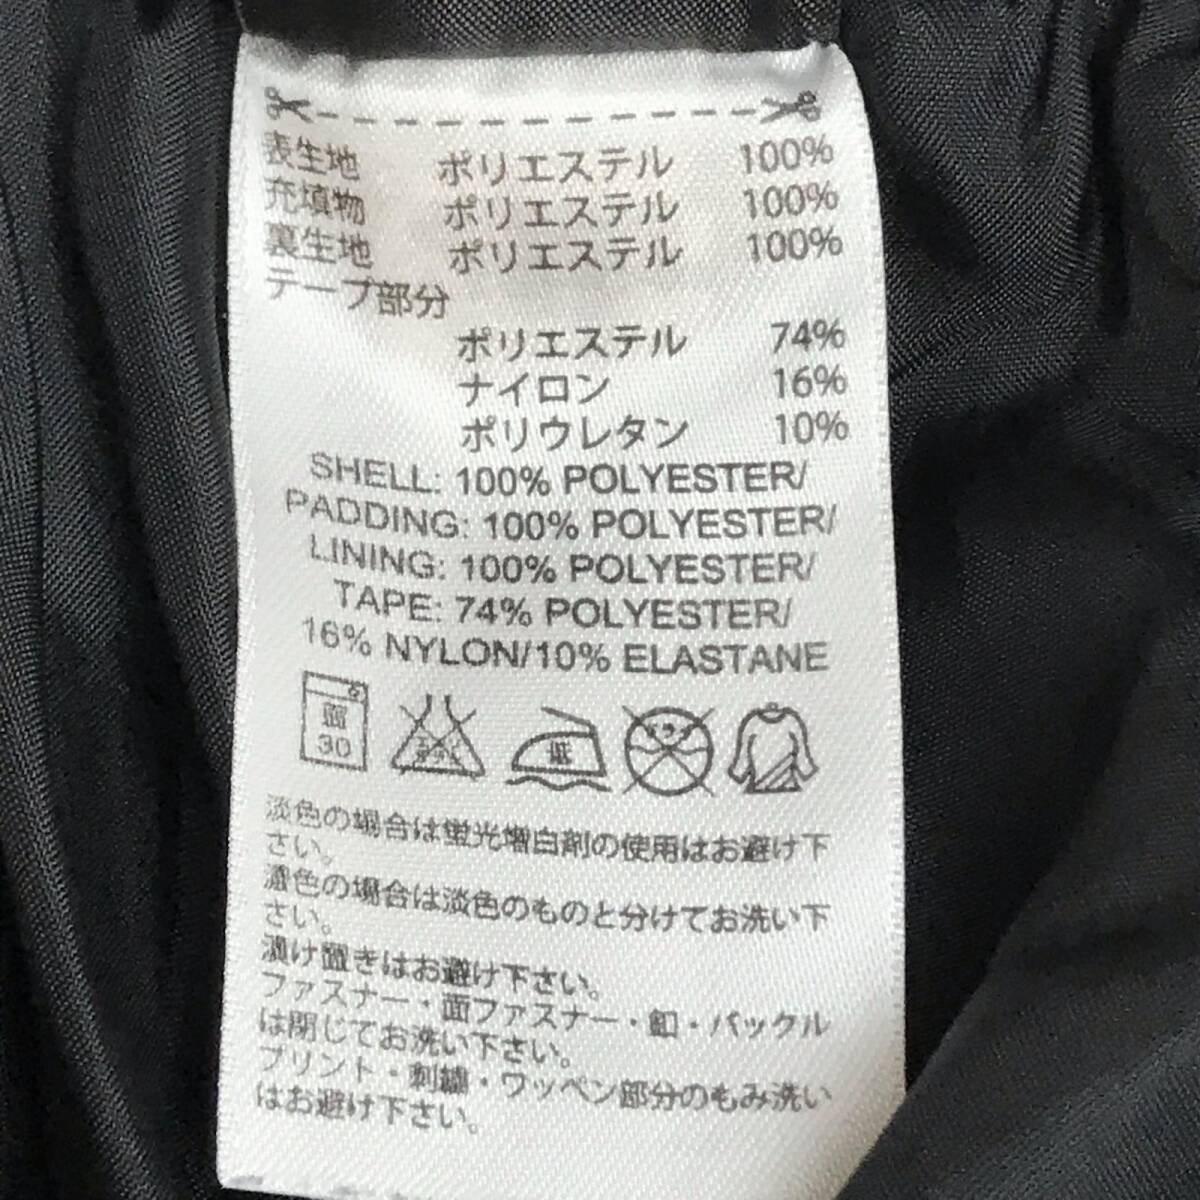 表生地 ポリエステル 100%
充填物 ポリエステル 100%
裏生地 ポリエステル 100%
テープ部分
ポリエステル 74%
ナイロン 16%
ポリウレタン 10%
SHELL: 100% POLYESTER/
PADDING: 100% POLYESTER/
LINING: 100% POLYESTER/
TAPE: 74% POLYESTER/
16% NYLON/10% ELASTANE
弱
30
エンソ
サラシ
低
ドライ
淡色の場合は蛍光増白剤の使用はお避け下
さい。
濃色の場合は淡色のものと分けてお洗い下
さい。
漬け置きはお避け下さい。
ファスナー・面ファスナー・釦・バックル
は閉じてお洗い下さい。
プリント・刺繍・ワッペン部分のもみ洗い
はお避け下さい。